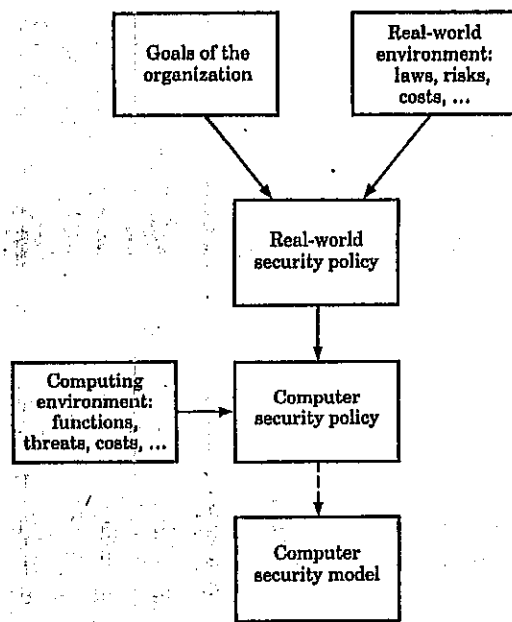 Goals of the
organization
Real-world
environment:
laws, risks,
costs, ...
Real-world
security policy
Computing
environment:
functions,
threats, costs, ...
Computer
security policy
Computer
security model